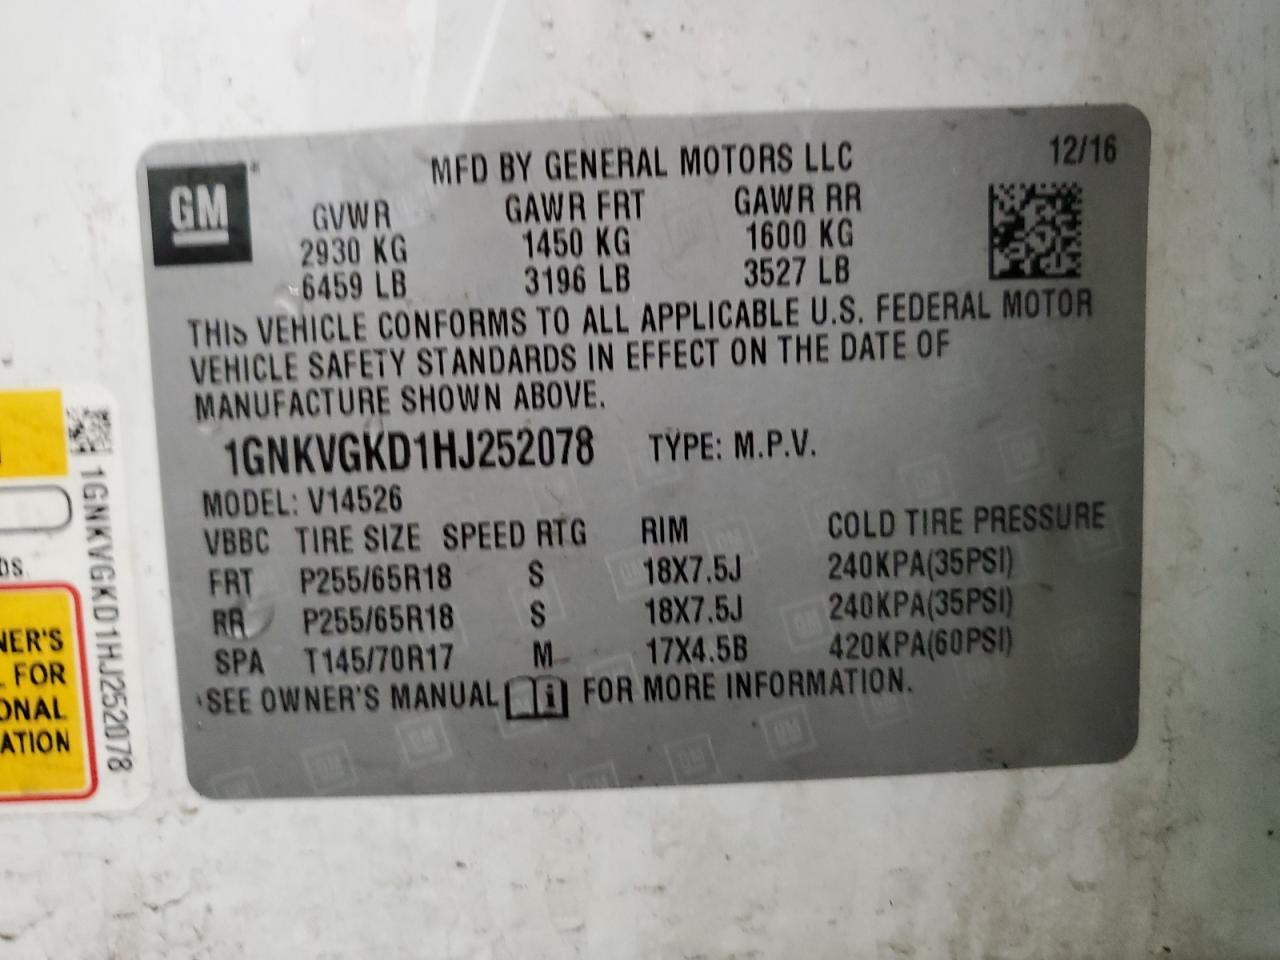 GM
MFD BY GENERAL MOTORS LLC
12/16
GVWR GAWR FRT GAWR RR
2930 KG 1450 KG 1600 KG
6459 LB 3196 LB 3527 LB
THIS VEHICLE CONFORMS TO ALL APPLICABLE U.S. FEDERAL MOTOR
VEHICLE SAFETY STANDARDS IN EFFECT ON THE DATE OF
MANUFACTURE SHOWN ABOVE.
1GNKVGKD1HJ252078 TYPE: M.P.V.
MODEL: V14526
VBBC TIRE SIZE SPEED RTG RIM COLD TIRE PRESSURE
FRT P255/65R18 S 18X7.5J 240KPA(35PSI)
RR P255/65R18 S 18X7.5J 240KPA(35PSI)
SPA T145/70R17 M 17X4.5B 420KPA(60PSI)
SEE OWNER'S MANUAL i FOR MORE INFORMATION.
1GNKVGKD1HJ252078
NER'S
FOR
ONAL
ATION